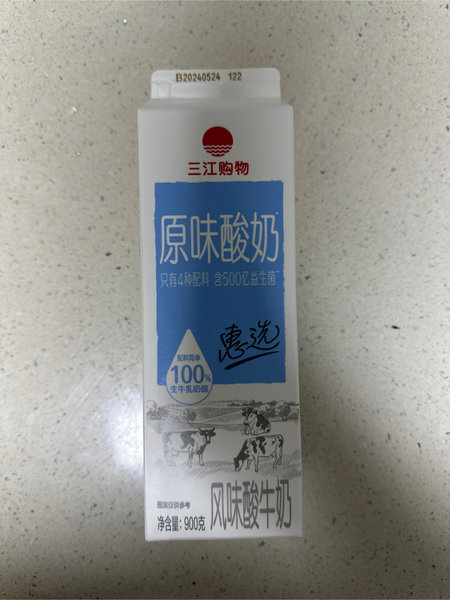 B20240524 122
三江购物
原味酸奶
只有4种配料 含500亿益生菌**
惠选
配料简单
100%
生牛乳奶源
图案仅供参考
净含量: 900克
风味酸牛奶